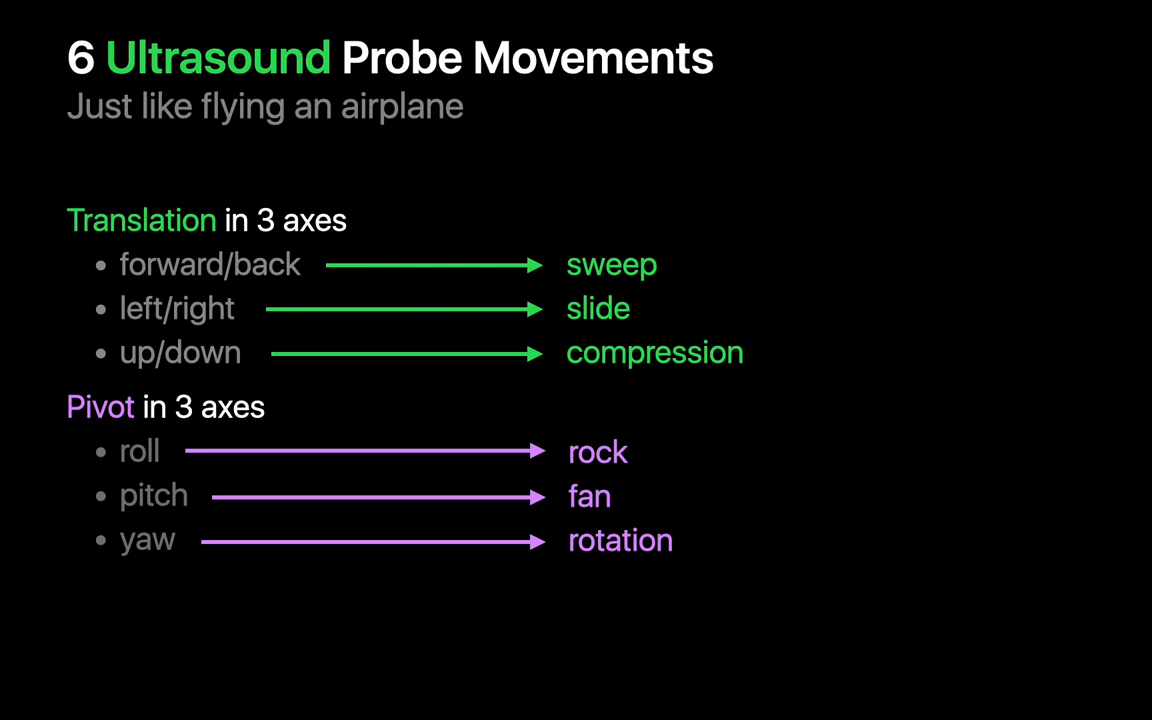 6 Ultrasound Probe Movements
Just like flying an airplane
Translation in 3 axes
• forward/back sweep
• left/right slide
• up/down compression
Pivot in 3 axes
• roll rock
• pitch fan
• yaw rotation